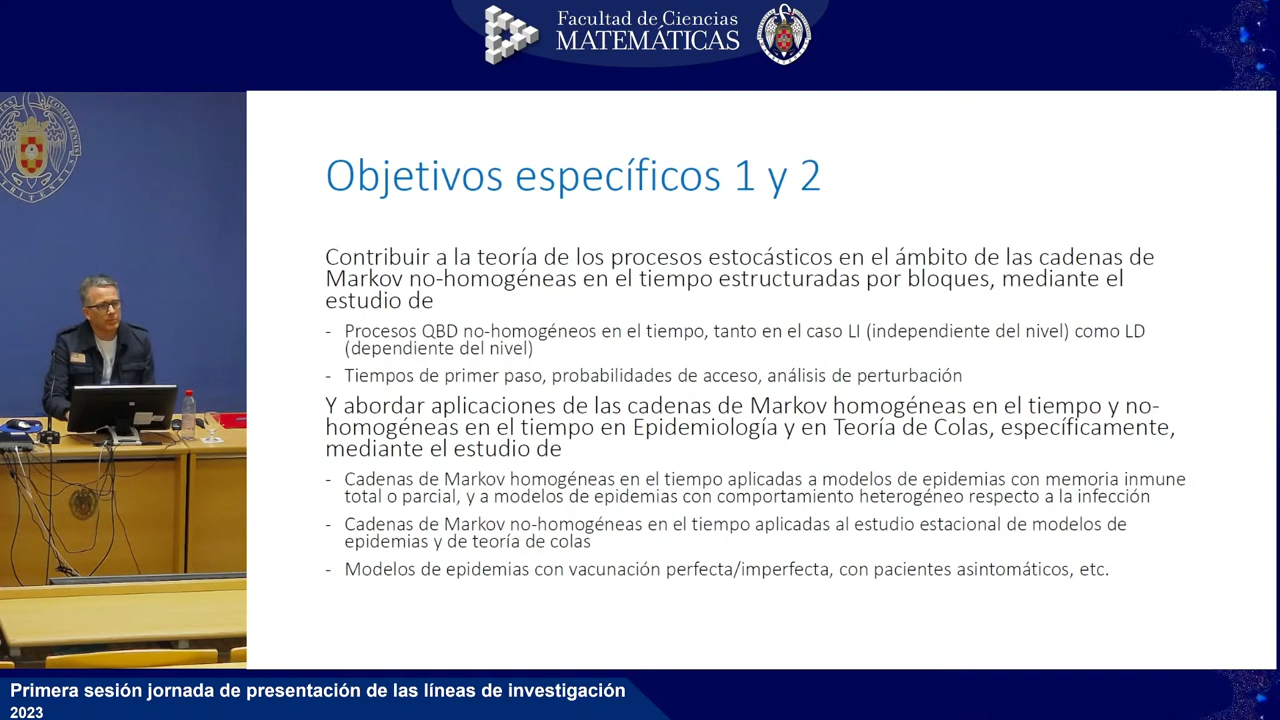 Facultad de Ciencias
MATEMÁTICAS
Objetivos específicos 1 y 2
Contribuir a la teoría de los procesos estocásticos en el ámbito de las cadenas de
Markov no-homogéneas en el tiempo estructuradas por bloques, mediante el
estudio de
- Procesos QBD no-homogéneos en el tiempo, tanto en el caso LI (independiente del nivel) como LD
(dependiente del nivel)
- Tiempos de primer paso, probabilidades de acceso, análisis de perturbación
Y abordar aplicaciones de las cadenas de Markov homogéneas en el tiempo y no-
homogéneas en el tiempo en Epidemiología y en Teoría de Colas, específicamente,
mediante el estudio de
- Cadenas de Markov homogéneas en el tiempo aplicadas a modelos de epidemias con memoria inmune
total o parcial, y a modelos de epidemias con comportamiento heterogéneo respecto a la infección
- Cadenas de Markov no-homogéneas en el tiempo aplicadas al estudio estacional de modelos de
epidemias y de teoría de colas
- Modelos de epidemias con vacunación perfecta/imperfecta, con pacientes asintomáticos, etc.
Primera sesión jornada de presentación de las líneas de investigación
2023